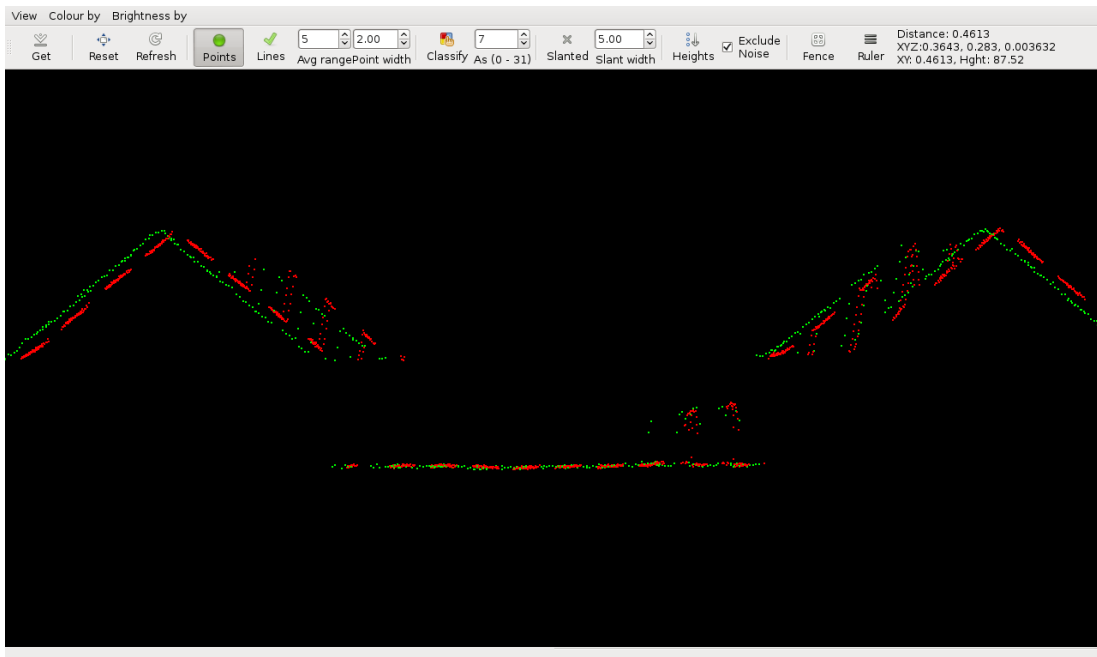 View Colour by Brightness by
Get
Reset
Refresh
Points
Lines
5
2.00
Avg range Point width
Classify
7
As (0 - 31)
Slanted
5.00
Slant width
Heights
Exclude
Noise
Fence
Ruler
Distance: 0.4613
XYZ:0.3643, 0.283, 0.003632
XY: 0.4613, Hght: 87.52